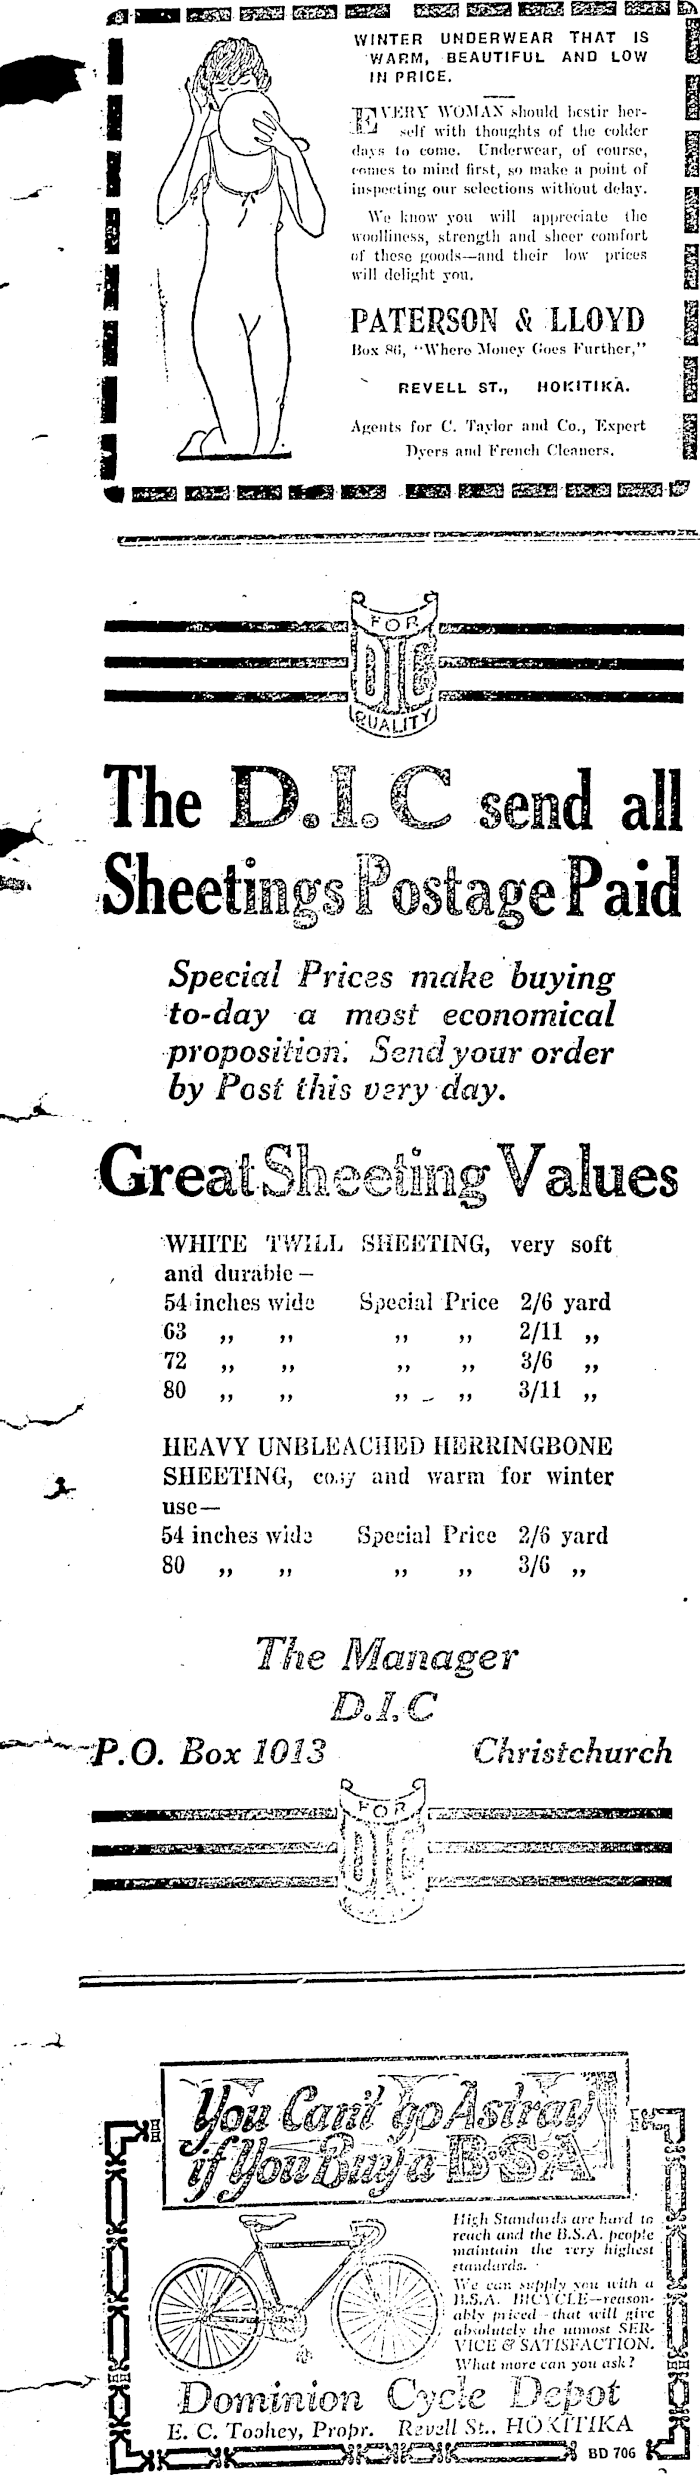 WINTER UNDERWEAR THAT IS
WARM, BEAUTIFUL AND LOW
IN PRICE.
EVERY WOMAN should bestir her-
self with thoughts of the colder
days to come. Underwear, of course,
comes to mind first, so make a point of
inspecting our selections without delay.
We know you will appreciate the
woolliness, strength and sheer comfort
of these goods—and their low prices
will delight you.
PATERSON & LLOYD
Box 86, "Where Money Goes Further,"
REVELL ST., HOKITIKA.
Agents for C. Taylor and Co., Expert
Dyers and French Cleaners.
FOR
DIC
QUALITY
The D.I.C send all
Sheetings Postage Paid
Special Prices make buying
to-day a most economical
proposition. Send your order
by Post this very day.
Great Sheeting Values
WHITE TWILL SHEETING, very soft
and durable—
54 inches wide Special Price 2/6 yard
63 ,, ,, ,, ,, 2/11 ,,
72 ,, ,, ,, ,, 3/6 ,,
80 ,, ,, ,, ,, 3/11 ,,
HEAVY UNBLEACHED HERRINGBONE
SHEETING, cosy and warm for winter
use—
54 inches wide Special Price 2/6 yard
80 ,, ,, ,, ,, 3/6 ,,
The Manager
D.I.C
P.O. Box 1013 Christchurch
FOR
DIC
You Can't go Astray
if You Buy a B.S.A
High Standards are hard to
reach and the B.S.A. people
maintain the very highest
standards.
We can supply you with a
B.S.A. BICYCLE—reason-
ably priced—that will give
absolutely the utmost SER-
VICE & SATISFACTION.
What more can you ask?
Dominion Cycle Depot
E. C. Toohey, Propr. Revell St., HOKITIKA
BD 706